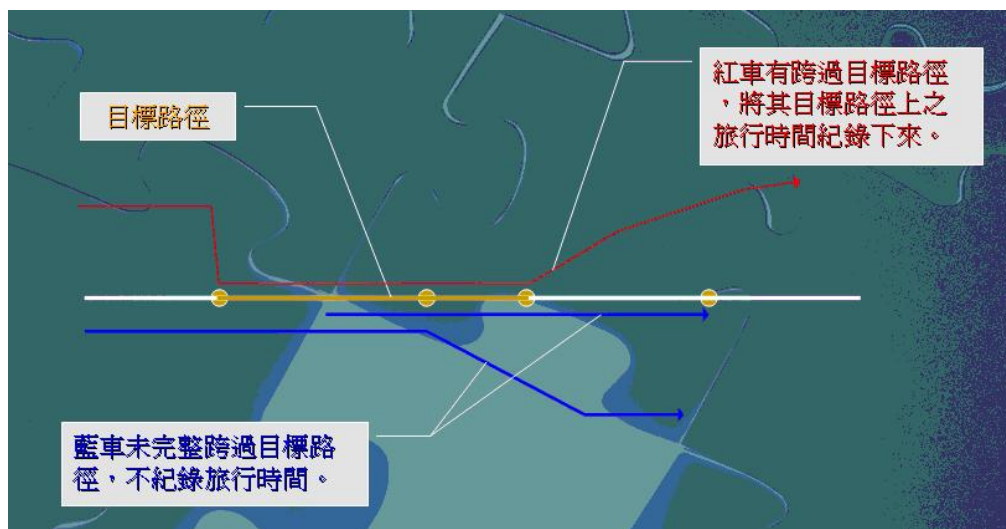 目標路徑
紅車有跨過目標路徑
，將其目標路徑上之
旅行時間紀錄下來。
藍車未完整跨過目標路
徑，不紀錄旅行時間。